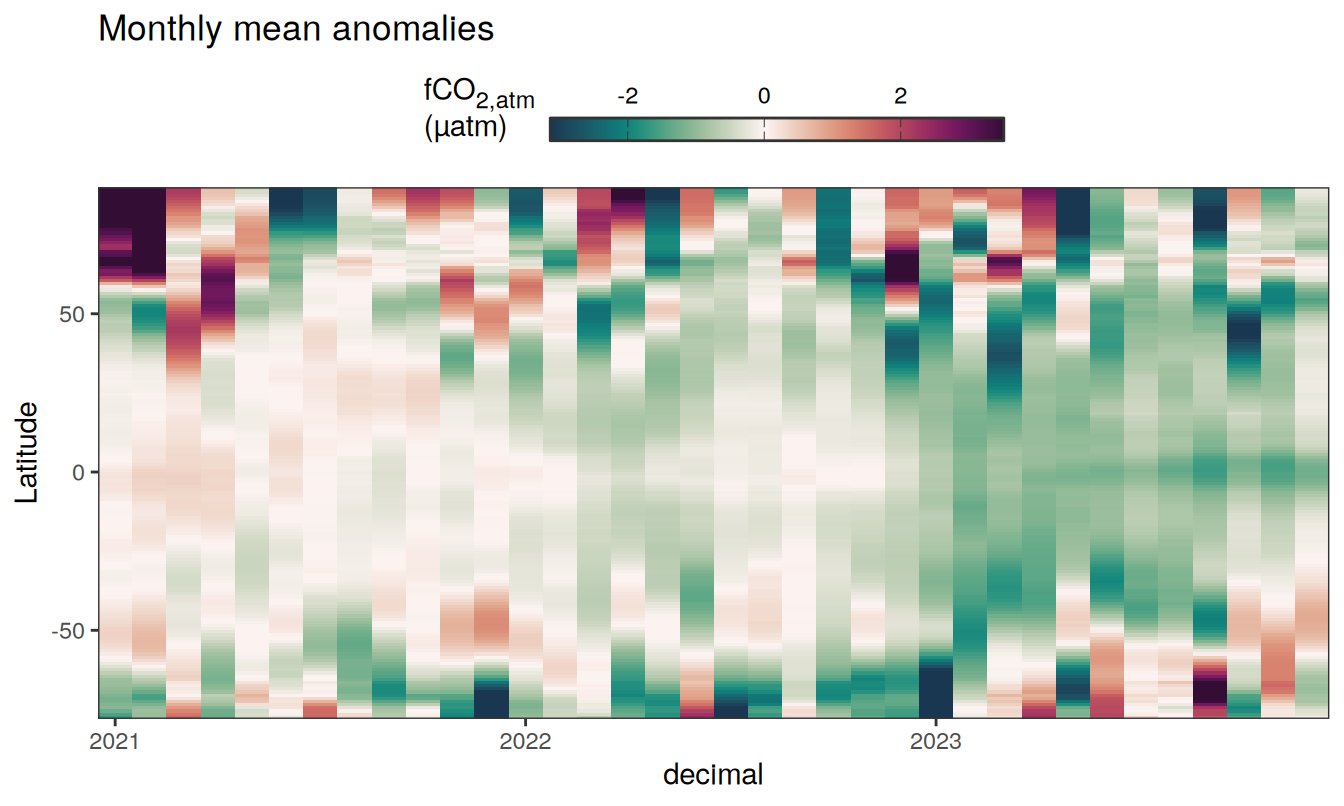 Monthly mean anomalies
fCO2,atm
(µatm)
-2 0 2
Latitude
50
0
-50
2021 2022 2023
decimal